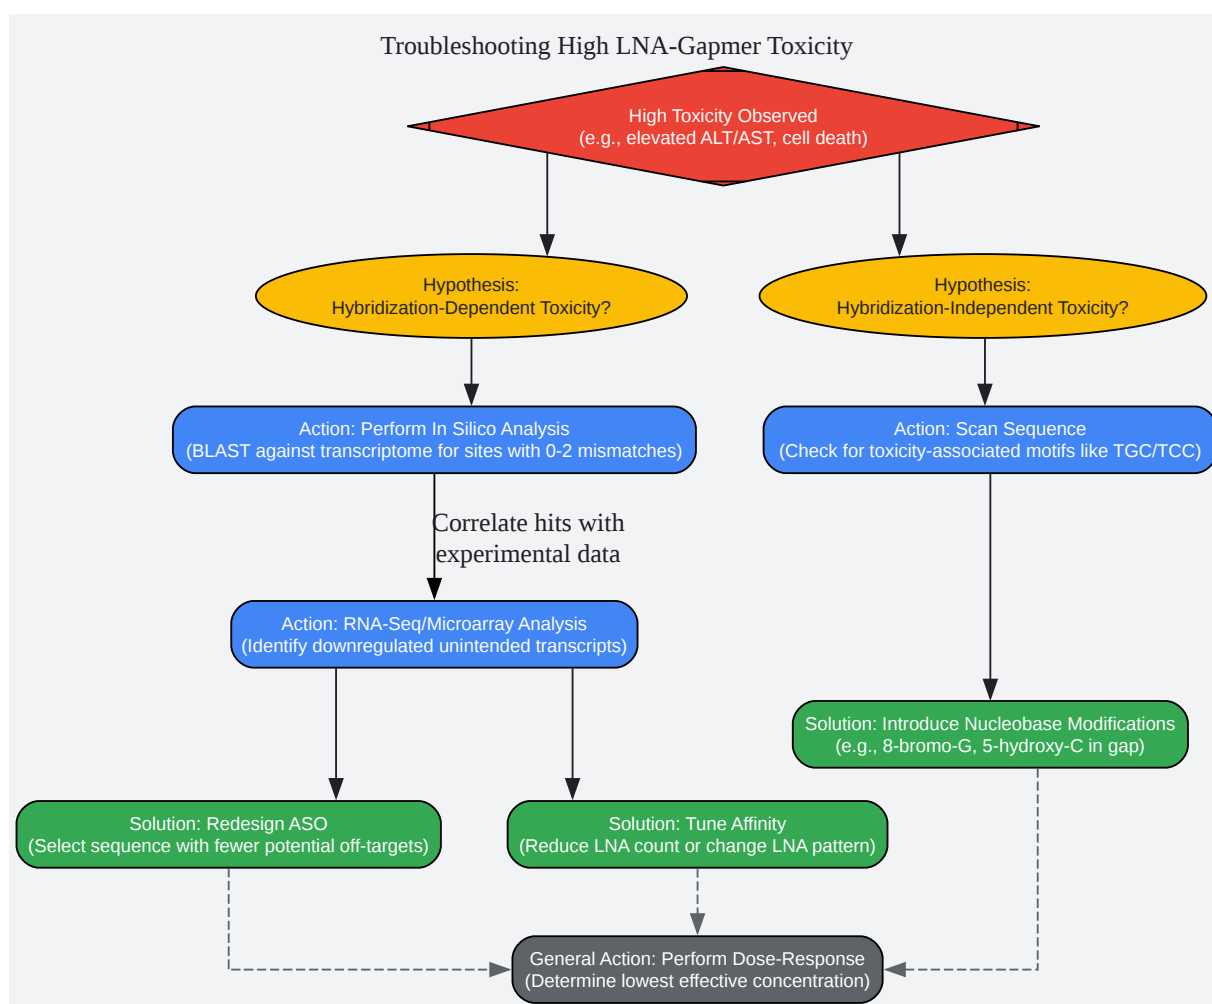 Troubleshooting High LNA-Gapmer Toxicity
High Toxicity Observed
(e.g., elevated ALT/AST, cell death)
Hypothesis:
Hybridization-Dependent Toxicity?
Hypothesis:
Hybridization-Independent Toxicity?
Action: Perform In Silico Analysis
(BLAST against transcriptome for sites with 0-2 mismatches)
Action: Scan Sequence
(Check for toxicity-associated motifs like TGC/TCC)
Correlate hits with
experimental data
Action: RNA-Seq/Microarray Analysis
(Identify downregulated unintended transcripts)
Solution: Introduce Nucleobase Modifications
(e.g., 8-bromo-G, 5-hydroxy-C in gap)
Solution: Redesign ASO
(Select sequence with fewer potential off-targets)
Solution: Tune Affinity
(Reduce LNA count or change LNA pattern)
General Action: Perform Dose-Response
(Determine lowest effective concentration)